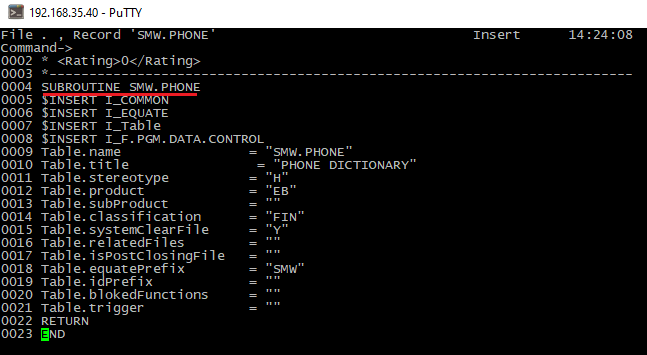 192.168.35.40 - PuTTY
File . , Record 'SMW.PHONE' Insert 14:24:08
Command->
0002 * <Rating>0</Rating>
0003 *-----------------------------------------------------------------------------
0004 SUBROUTINE SMW.PHONE
0005 $INSERT I_COMMON
0006 $INSERT I_EQUATE
0007 $INSERT I_Table
0008 $INSERT I_F.PGM.DATA.CONTROL
0009 Table.name = "SMW.PHONE"
0010 Table.title = "PHONE DICTIONARY"
0011 Table.stereotype = "H"
0012 Table.product = "EB"
0013 Table.subProduct = ""
0014 Table.classification = "FIN"
0015 Table.systemClearFile = "Y"
0016 Table.relatedFiles = ""
0017 Table.isPostClosingFile = ""
0018 Table.equatePrefix = "SMW"
0019 Table.idPrefix = ""
0020 Table.blokedFunctions = ""
0021 Table.trigger = ""
0022 RETURN
0023 END